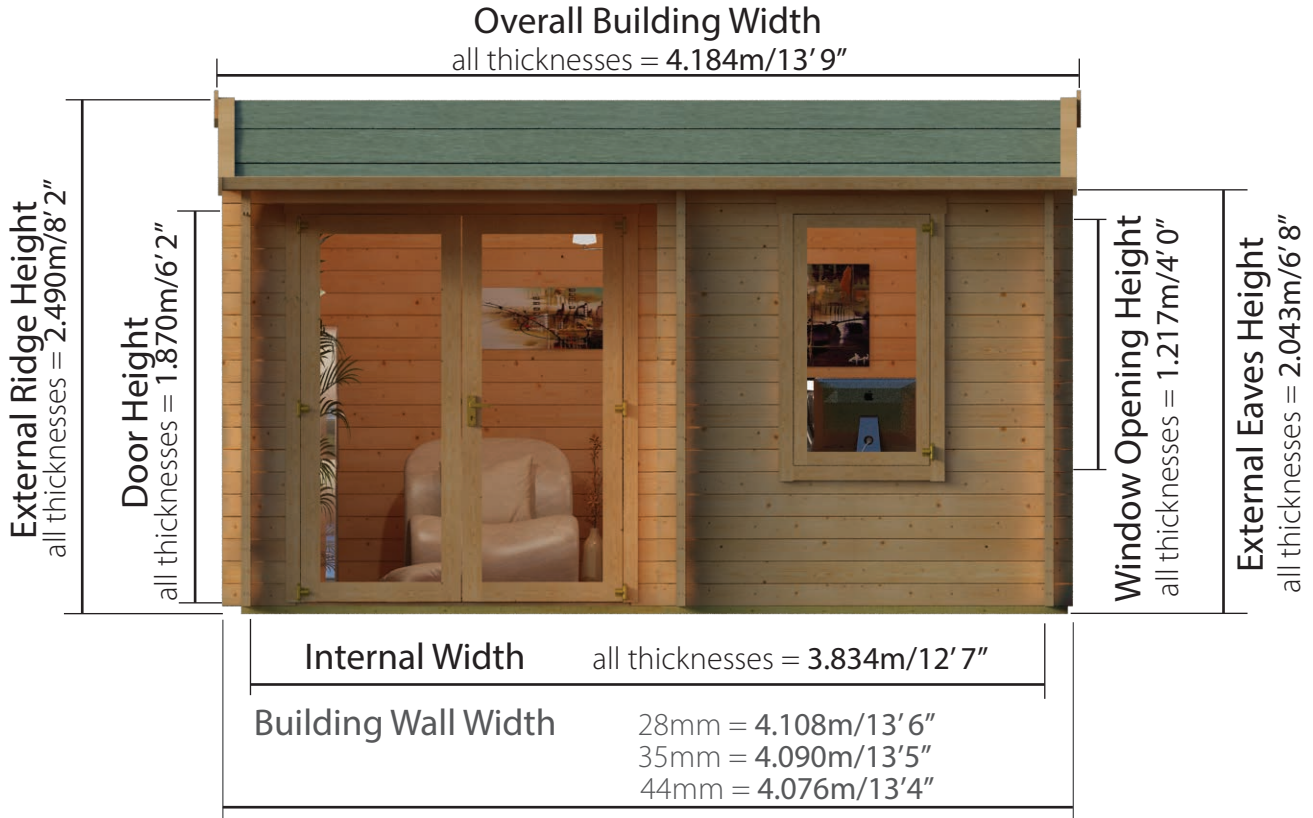 Overall Building Width
all thicknesses = 4.184m/13’ 9”
External Ridge Height
all thicknesses = 2.490m/8’ 2”
Door Height
all thicknesses = 1.870m/6’ 2”
Window Opening Height
all thicknesses = 1.217m/4’ 0”
External Eaves Height
all thicknesses = 2.043m/6’ 8”
Internal Width all thicknesses = 3.834m/12’ 7”
Building Wall Width 28mm = 4.108m/13’ 6”
35mm = 4.090m/13’5”
44mm = 4.076m/13’4”